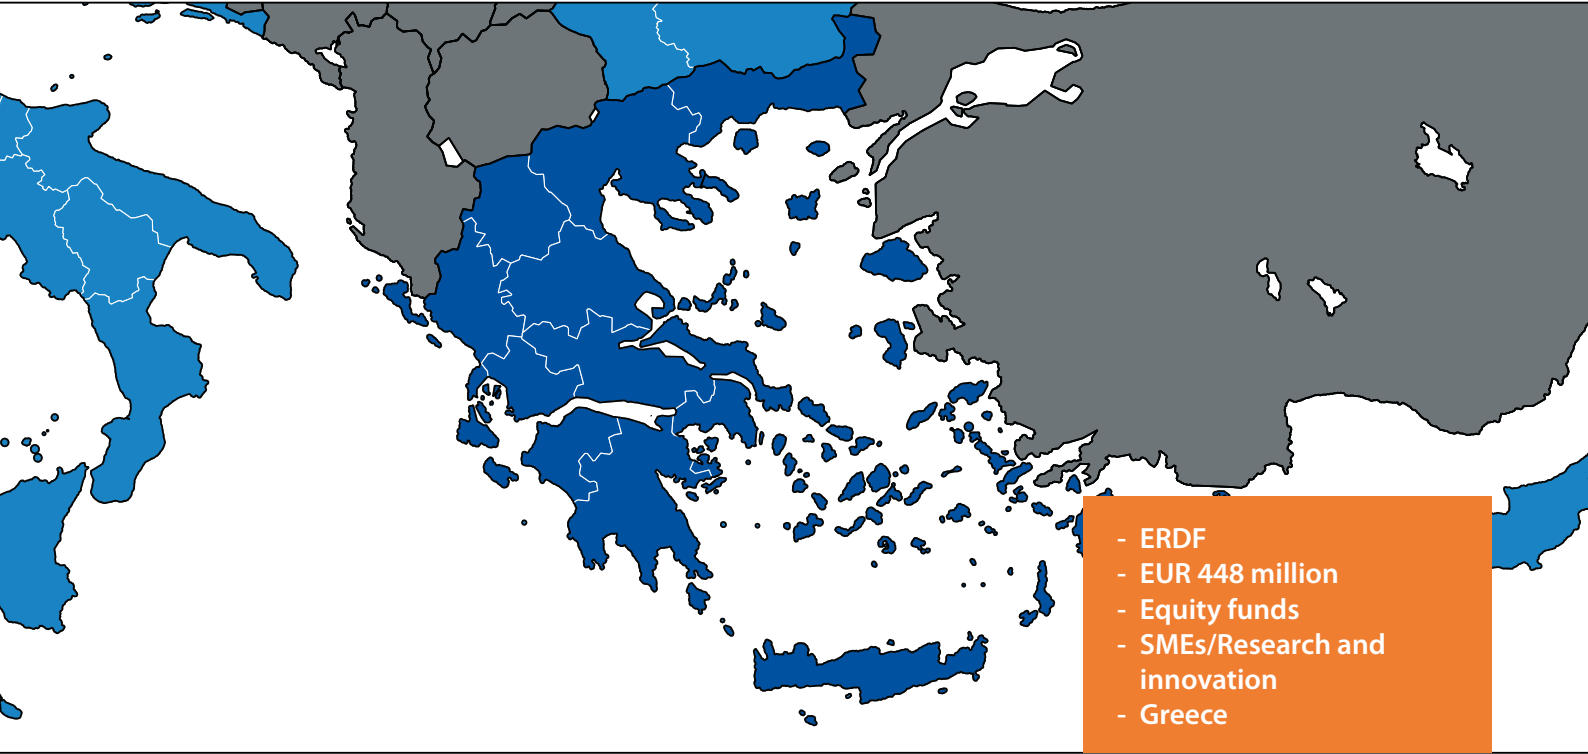 - ERDF
- EUR 448 million
- Equity funds
- SMEs/Research and
innovation
- Greece